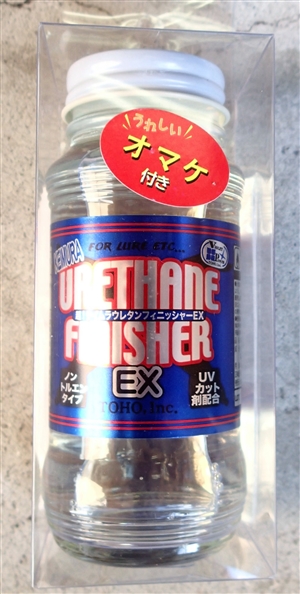 うれしい
オマケ
付き
FOR LURE ETC...
URETHANE
ウレタンフィニッシャーEX
FINISHER
EX
ノン
トルエン
タイプ
UV
カット
剤配合
TOHO, inc.